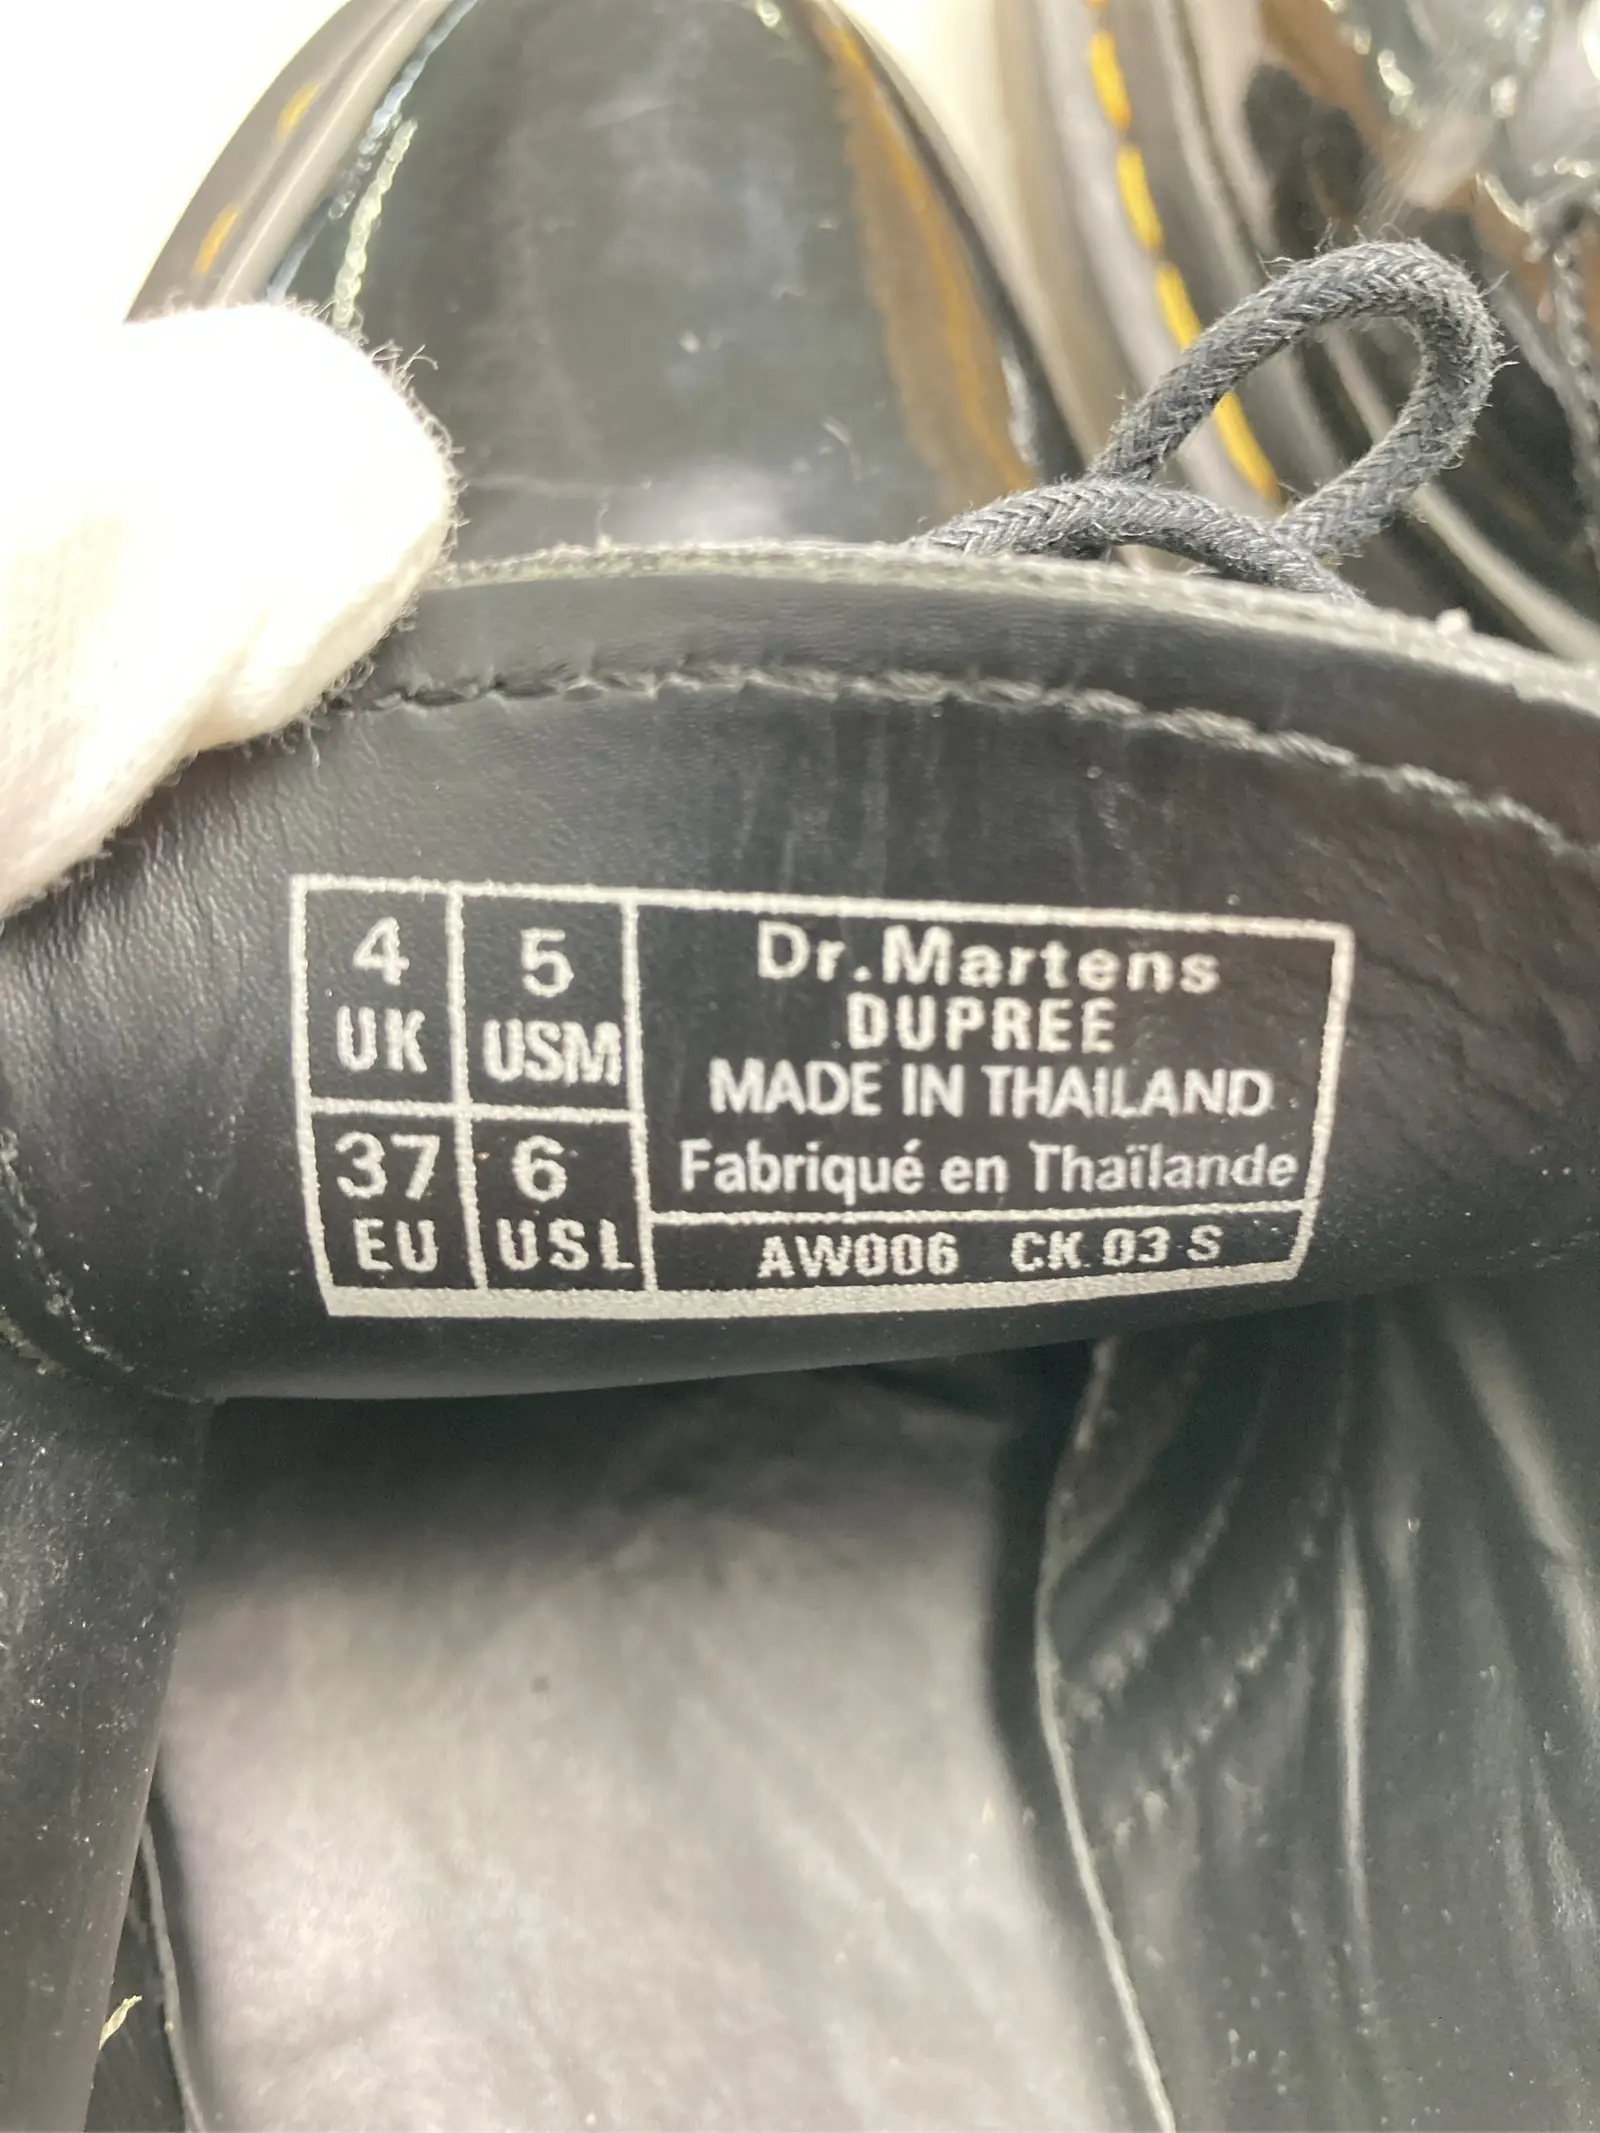 4 UK
5 USM
37 EU
6 USL
Dr.Martens
DUPREE
MADE IN THAILAND
Fabriqué en Thaïlande
AW006 CK 03 S